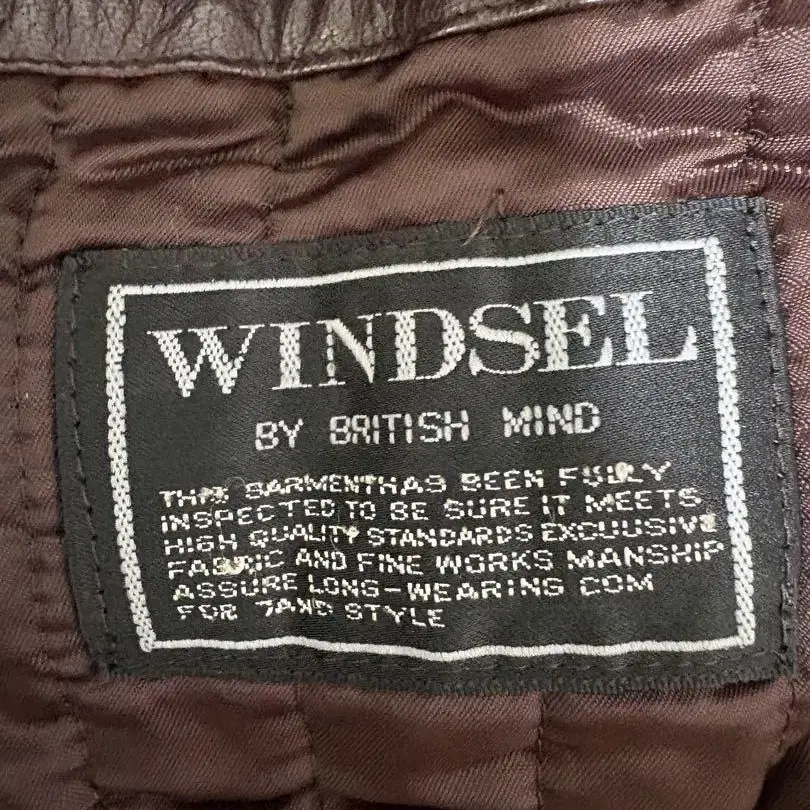 WINDSEL
BY BRITISH MIND
THIS GARMENTHAS BEEN FULLY
INSPECTED TO BE SURE IT MEETS
HIGH QUALITY STANDARDS EXCUUSIVE
FABRIC AND FINE WORKS MANSHIP
ASSURE LONG-WEARING COM
FOR 7AND STYLE